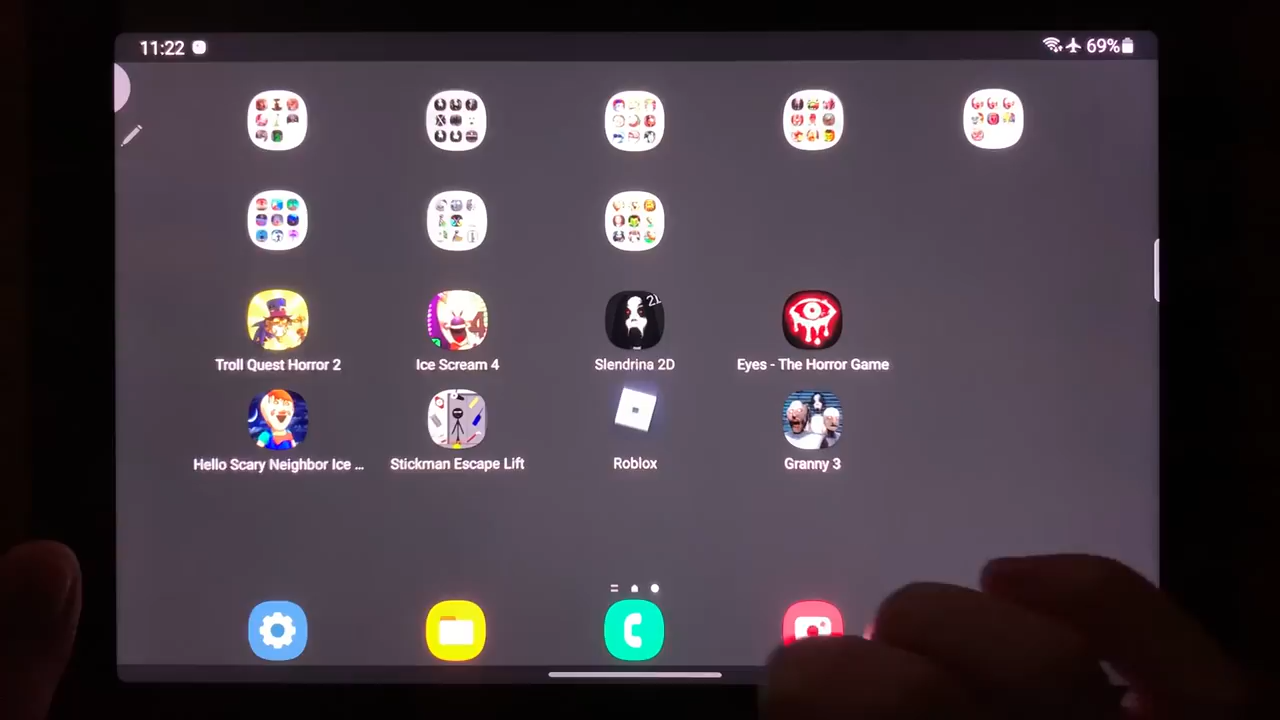 11:22
69%
Troll Quest Horror 2
Ice Scream 4
Slendrina 2D
Eyes - The Horror Game
Hello Scary Neighbor Ice ...
Stickman Escape Lift
Roblox
Granny 3